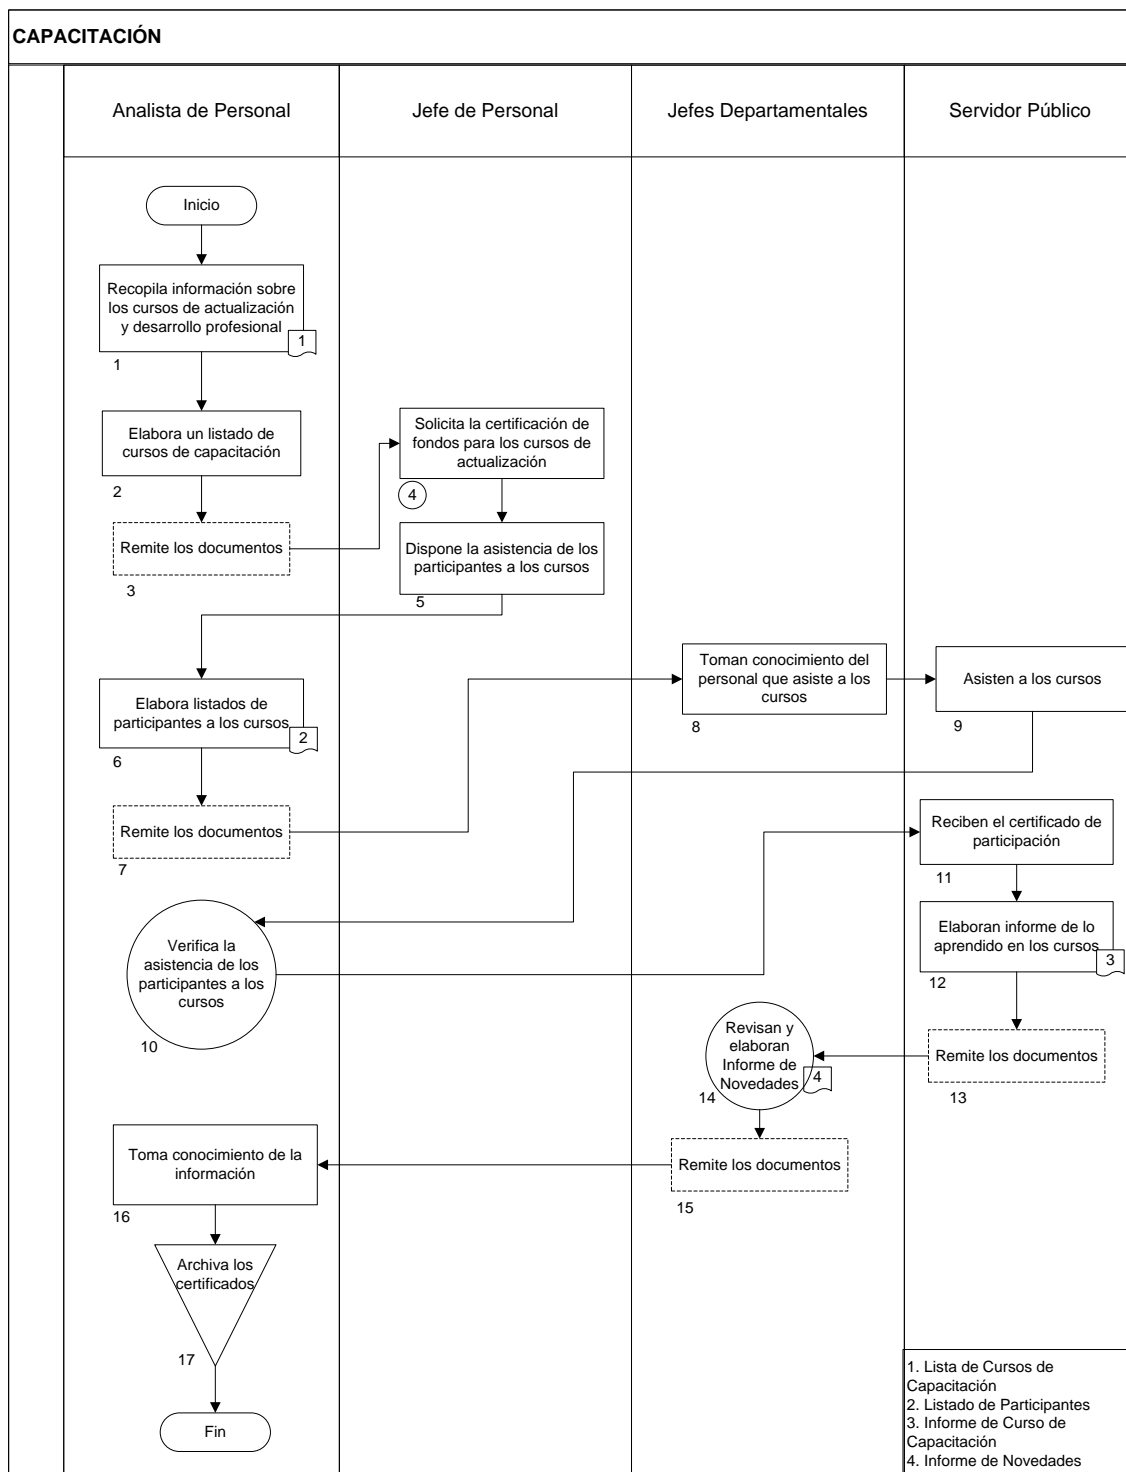 CAPACITACIÓN
Analista de Personal
Jefe de Personal
Jefes Departamentales
Servidor Público
Inicio
Recopila información sobre
los cursos de actualización
y desarrollo profesional
1
1
Elabora un listado de
cursos de capacitación
2
Remite los documentos
3
Solicita la certificación de
fondos para los cursos de
actualización
4
Dispone la asistencia de los
participantes a los cursos
5
Elabora listados de
participantes a los cursos
2
6
Remite los documentos
7
Toman conocimiento del
personal que asiste a los
cursos
8
Asisten a los cursos
9
Verifica la
asistencia de los
participantes a los
cursos
10
Reciben el certificado de
participación
11
Elaboran informe de lo
aprendido en los cursos
3
12
Remite los documentos
13
Revisan y
elaboran
Informe de
Novedades
4
14
Remite los documentos
15
Toma conocimiento de la
información
16
Archiva los
certificados
17
Fin
1. Lista de Cursos de
Capacitación
2. Listado de Participantes
3. Informe de Curso de
Capacitación
4. Informe de Novedades